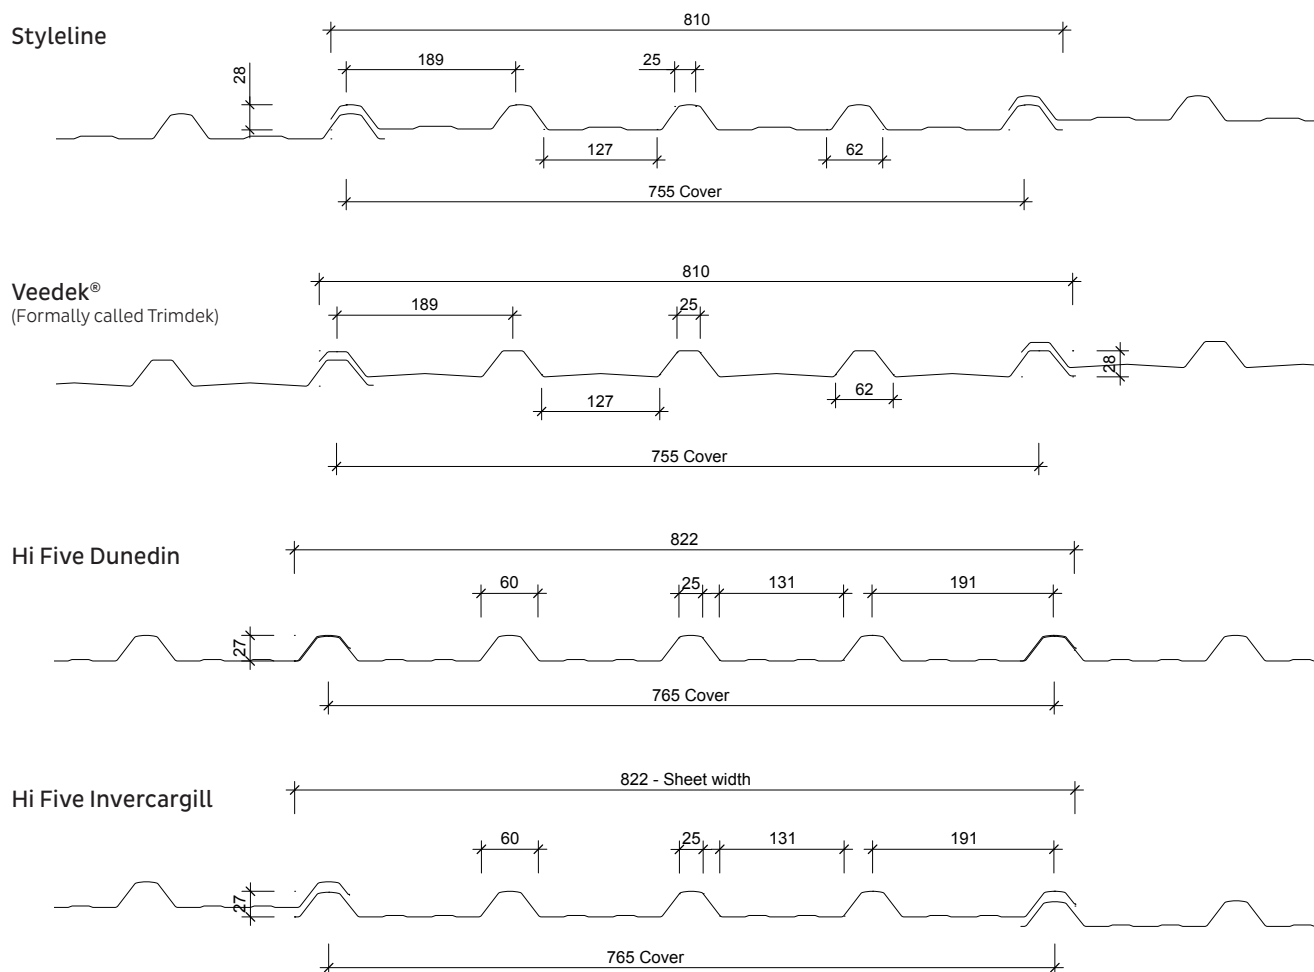 Styleline
810
189
25
28
127
62
755 Cover
Veedek®
(Formally called Trimdek)
810
189
25
28
127
62
755 Cover
Hi Five Dunedin
822
60
25
131
191
27
765 Cover
Hi Five Invercargill
822 - Sheet width
60
25
131
191
27
765 Cover